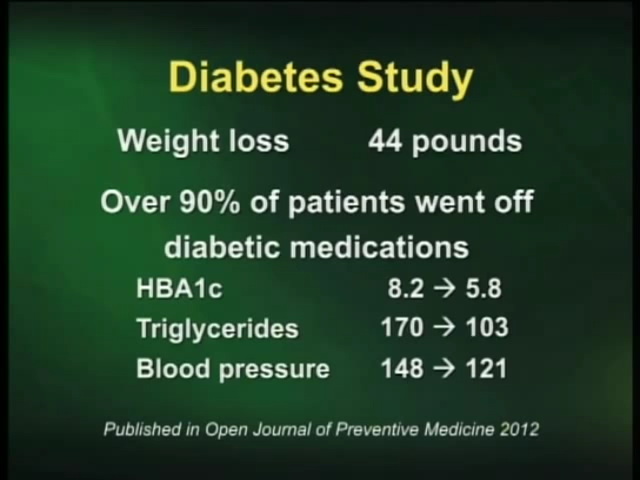 Diabetes Study
Weight loss 44 pounds
Over 90% of patients went off
diabetic medications
HBA1c 8.2 → 5.8
Triglycerides 170 → 103
Blood pressure 148 → 121
Published in Open Journal of Preventive Medicine 2012